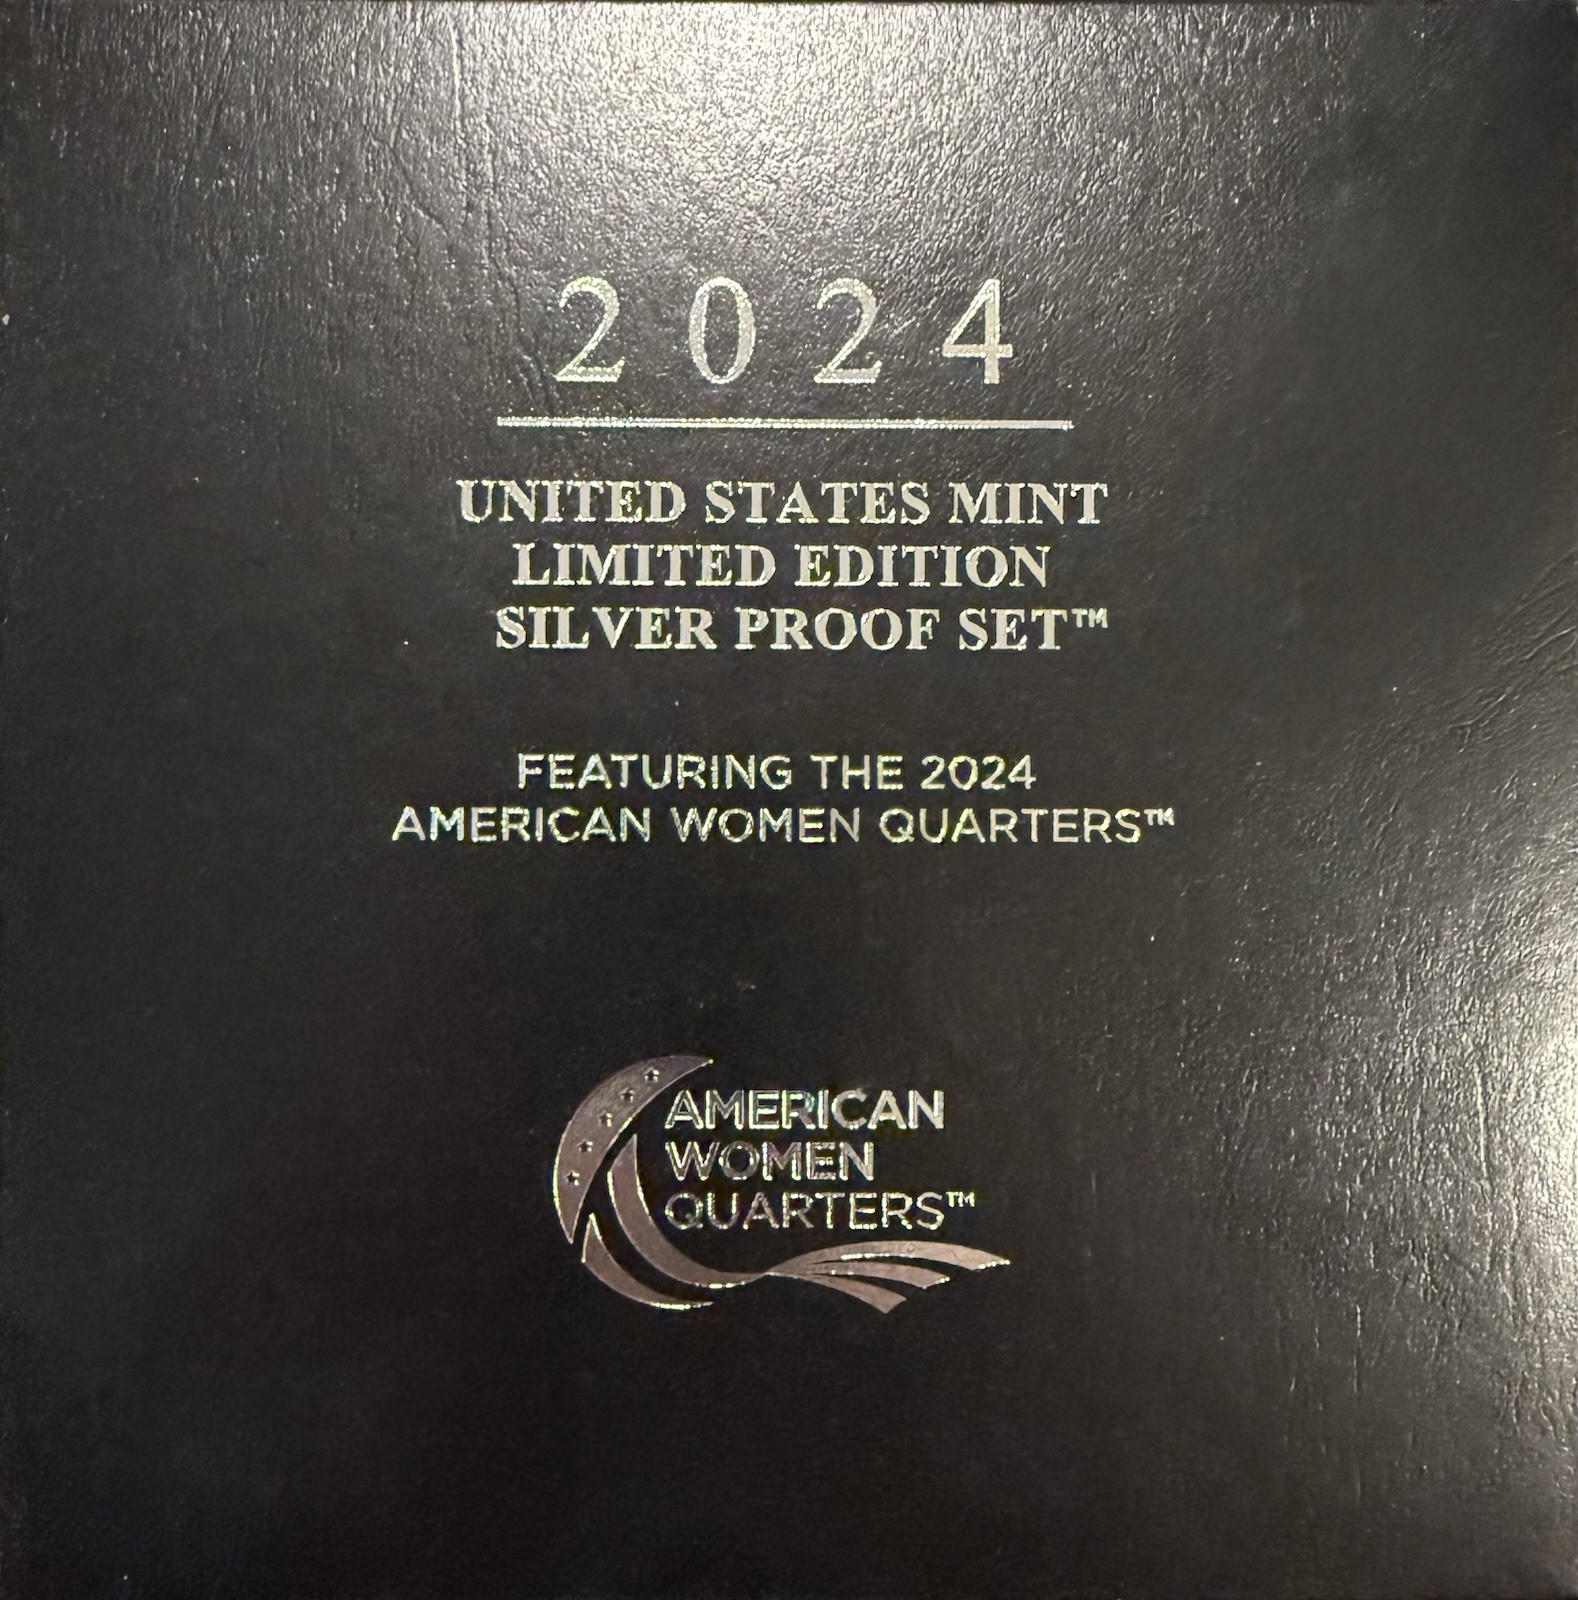 2024
UNITED STATES MINT
LIMITED EDITION
SILVER PROOF SET™
FEATURING THE 2024
AMERICAN WOMEN QUARTERS™
AMERICAN
WOMEN
QUARTERS™